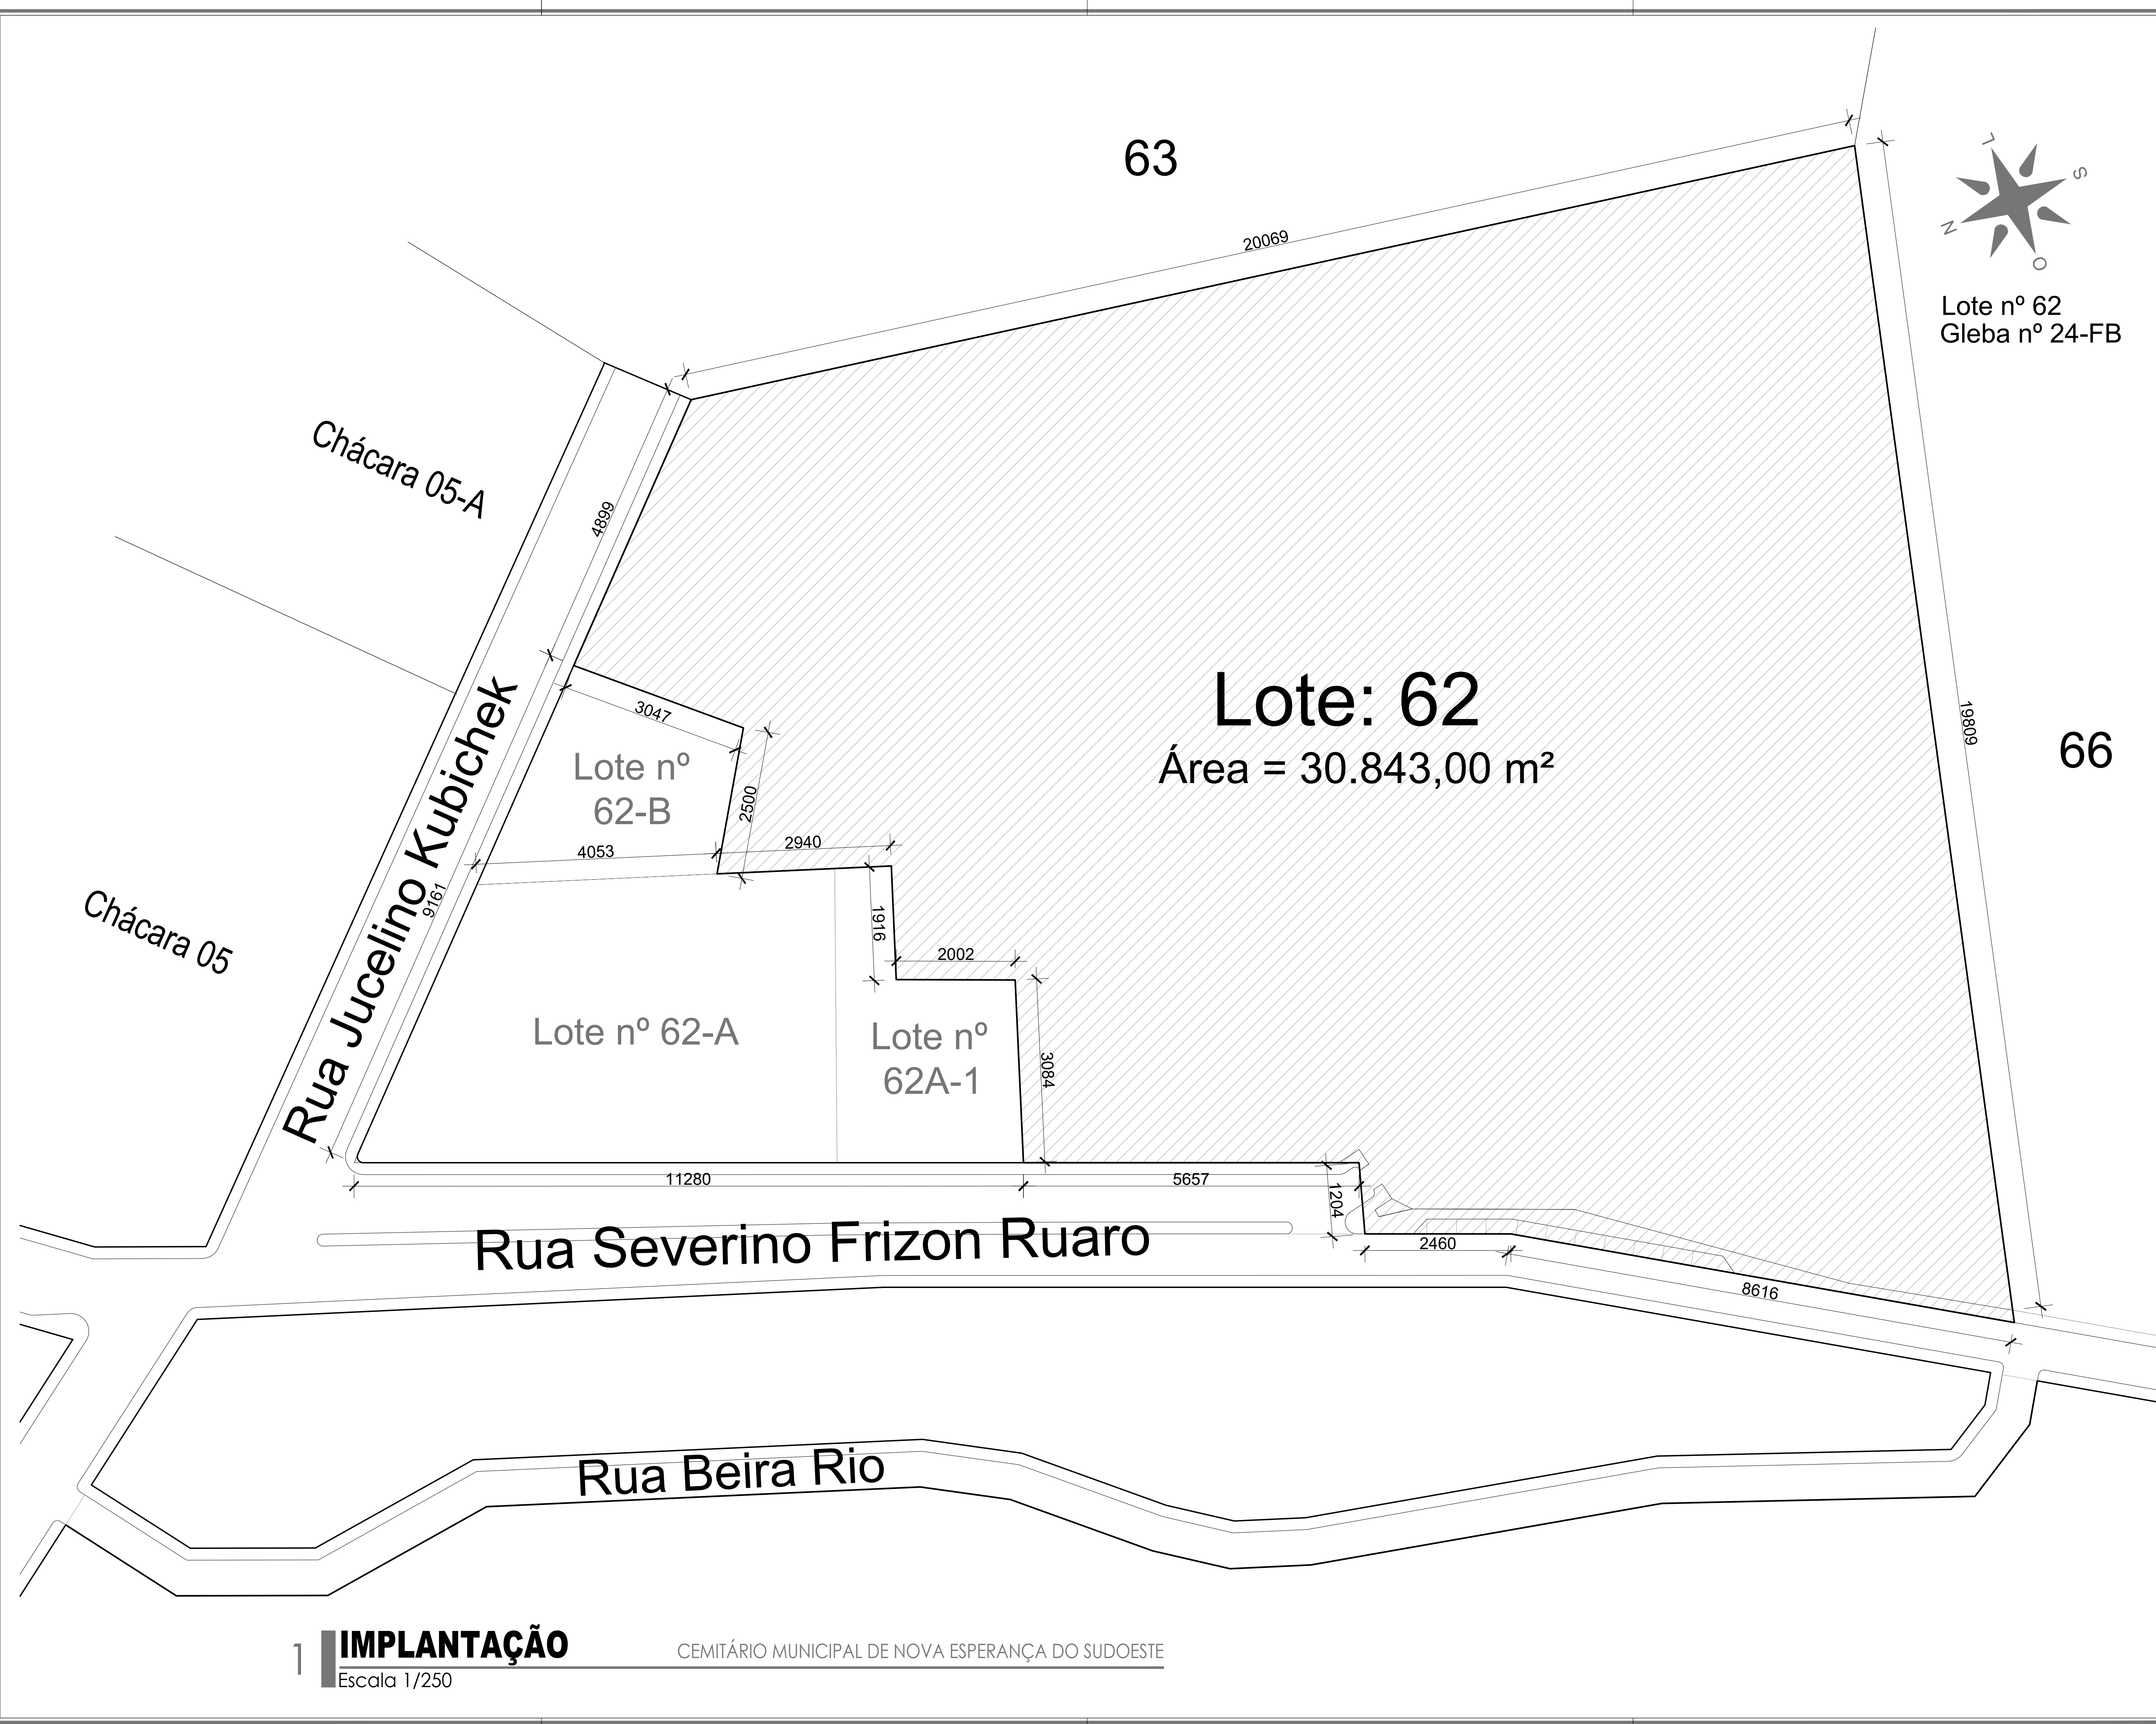 63
20069
L
S
N
O
Lote nº 62
Gleba nº 24-FB
Chácara 05-A
4899
Lote: 62
Área = 30.843,00 m²
19809
66
3047
Lote nº
62-B
2500
4053
2940
Rua Jucelino Kubichek
9161
Chácara 05
1916
2002
Lote nº 62-A
Lote nº
62A-1
3084
11280
5657
1204
Rua Severino Frizon Ruaro
2460
8616
Rua Beira Rio
1
IMPLANTAÇÃO
CEMITÁRIO MUNICIPAL DE NOVA ESPERANÇA DO SUDOESTE
Escala 1/250